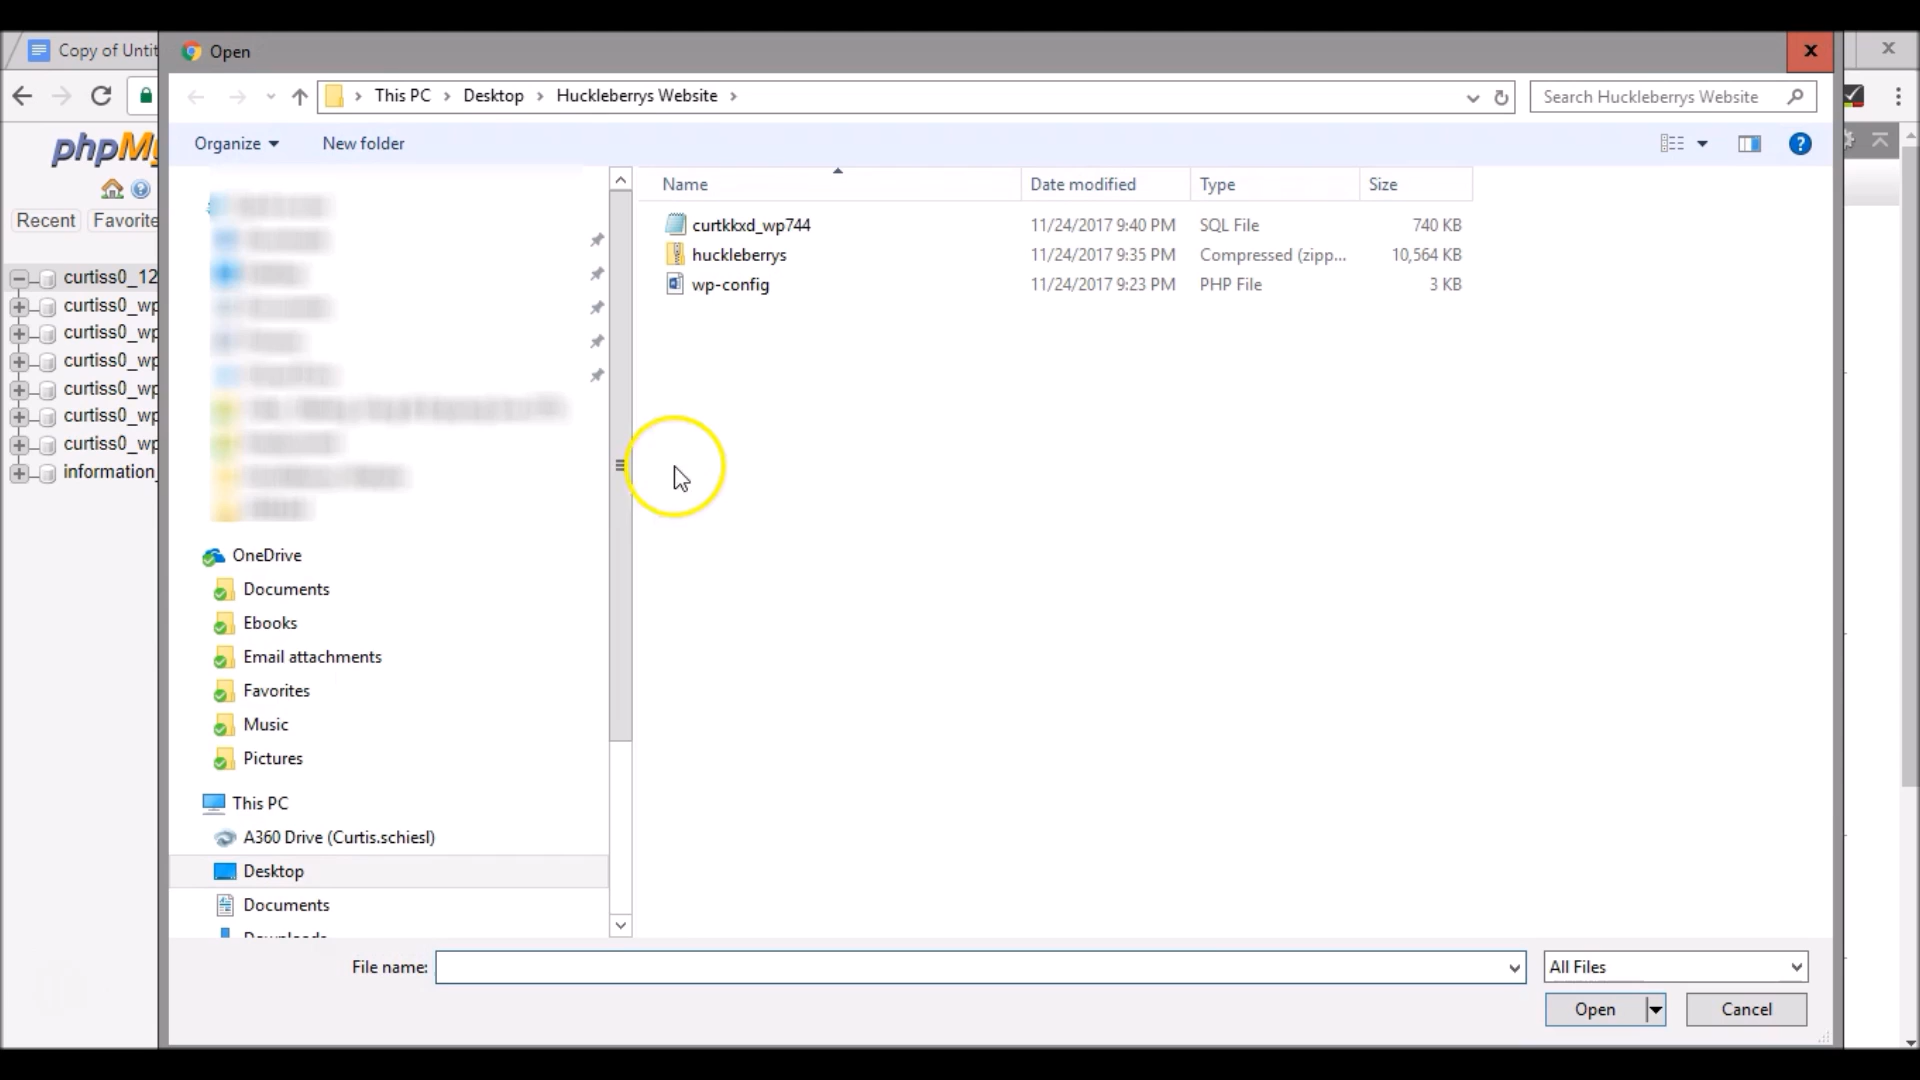 Copy of Untit
Open
This PC > Desktop > Huckleberrys Website >
Search Huckleberrys Website
phpMy
Organize
New folder
Recent
Favorite
Name
Date modified
Type
Size
curtkkxd_wp744 11/24/2017 9:40 PM SQL File 740 KB
huckleberrys 11/24/2017 9:35 PM Compressed (zipp... 10,564 KB
wp-config 11/24/2017 9:23 PM PHP File 3 KB
curtiss0_12
curtiss0_wp
curtiss0_wp
curtiss0_wp
curtiss0_wp
curtiss0_wp
curtiss0_wp
information_
OneDrive
Documents
Ebooks
Email attachments
Favorites
Music
Pictures
This PC
A360 Drive (Curtis.schiesl)
Desktop
Documents
Downloads
File name:
All Files
Open
Cancel